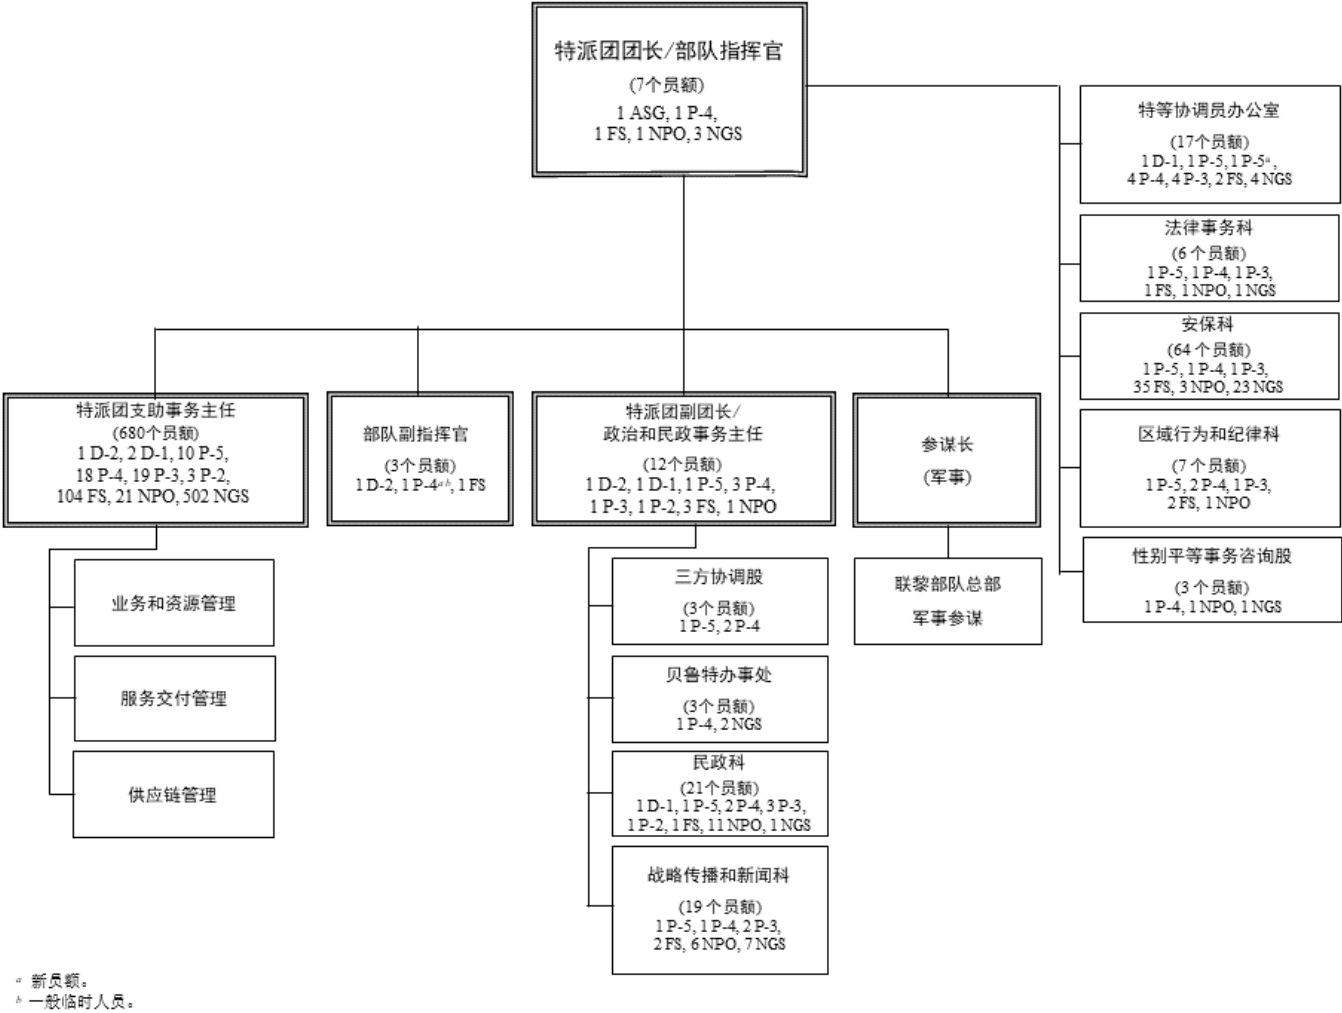 特派团团长/部队指挥官
(7个员额)
1 ASG, 1 P-4,
1 FS, 1 NPO, 3 NGS
特等协调员办公室
(17个员额)
1 D-1, 1 P-5, 1 P-5ᵃ,
4 P-4, 4 P-3, 2 FS, 4 NGS
法律事务科
(6 个员额)
1 P-5, 1 P-4, 1 P-3,
1 FS, 1 NPO, 1 NGS
安保科
(64 个员额)
1 P-5, 1 P-4, 1 P-3,
35 FS, 3 NPO, 23 NGS
区域行为和纪律科
(7 个员额)
1 P-5, 2 P-4, 1 P-3,
2 FS, 1 NPO
性别平等事务咨询股
(3 个员额)
1 P-4, 1 NPO, 1 NGS
特派团支助事务主任
(680个员额)
1 D-2, 2 D-1, 10 P-5,
18 P-4, 19 P-3, 3 P-2,
104 FS, 21 NPO, 502 NGS
业务和资源管理
服务交付管理
供应链管理
部队副指挥官
(3个员额)
1 D-2, 1 P-4ᵃᵇ, 1 FS
特派团副团长/
政治和民政事务主任
(12个员额)
1 D-2, 1 D-1, 1 P-5, 3 P-4,
1 P-3, 1 P-2, 3 FS, 1 NPO
三方协调股
(3个员额)
1 P-5, 2 P-4
贝鲁特办事处
(3个员额)
1 P-4, 2 NGS
民政科
(21个员额)
1 D-1, 1 P-5, 2 P-4, 3 P-3,
1 P-2, 1 FS, 11 NPO, 1 NGS
战略传播和新闻科
(19 个员额)
1 P-5, 1 P-4, 2 P-3,
2 FS, 6 NPO, 7 NGS
参谋长
(军事)
联黎部队总部
军事参谋
ᵃ 新员额。
ᵇ 一般临时人员。